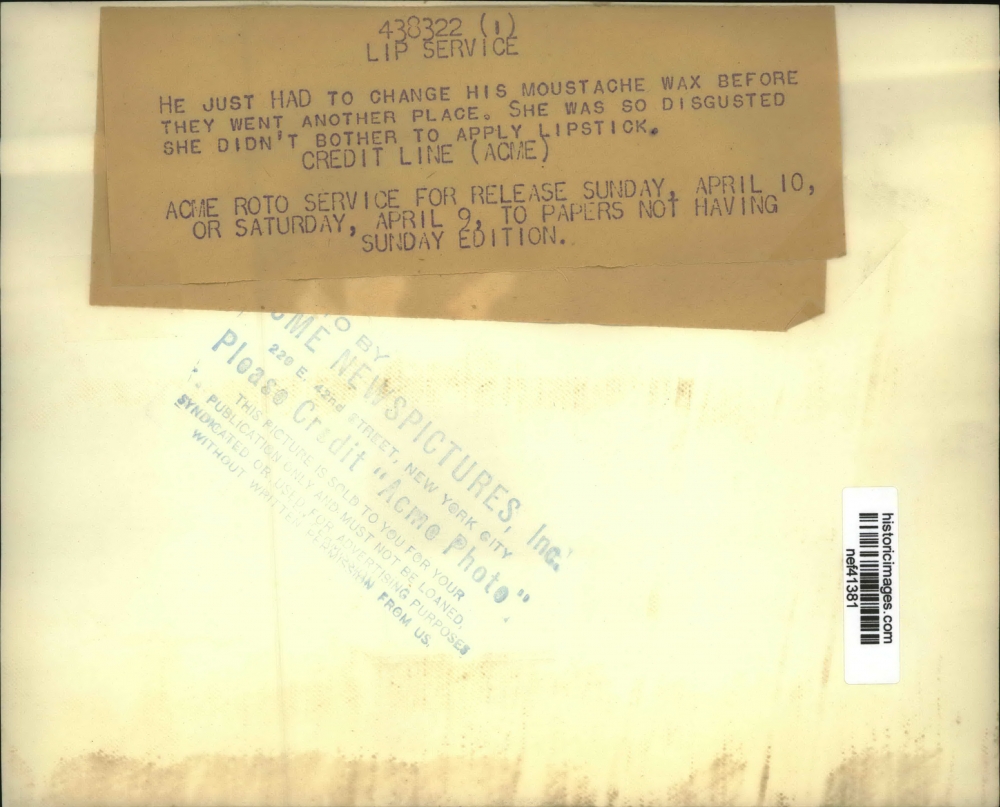 438322 (1)
LIP SERVICE
HE JUST HAD TO CHANGE HIS MOUSTACHE WAX BEFORE
THEY WENT ANOTHER PLACE. SHE WAS SO DISGUSTED
SHE DIDN'T BOTHER TO APPLY LIPSTICK.
CREDIT LINE (ACME)
ACME ROTO SERVICE FOR RELEASE SUNDAY, APRIL 10,
OR SATURDAY, APRIL 9, TO PAPERS NOT HAVING
SUNDAY EDITION.
BY
NEWSPICTURES, Inc.
220 E. 42nd STREET, NEW YORK CITY
Please Credit "Acme Photo"
THIS PICTURE IS SOLD TO YOU FOR YOUR
PUBLICATION ONLY AND MUST NOT BE LOANED,
SYNDICATED OR USED FOR ADVERTISING PURPOSES
WITHOUT WRITTEN PERMISSION FROM US.
historicimages.com
nef41381